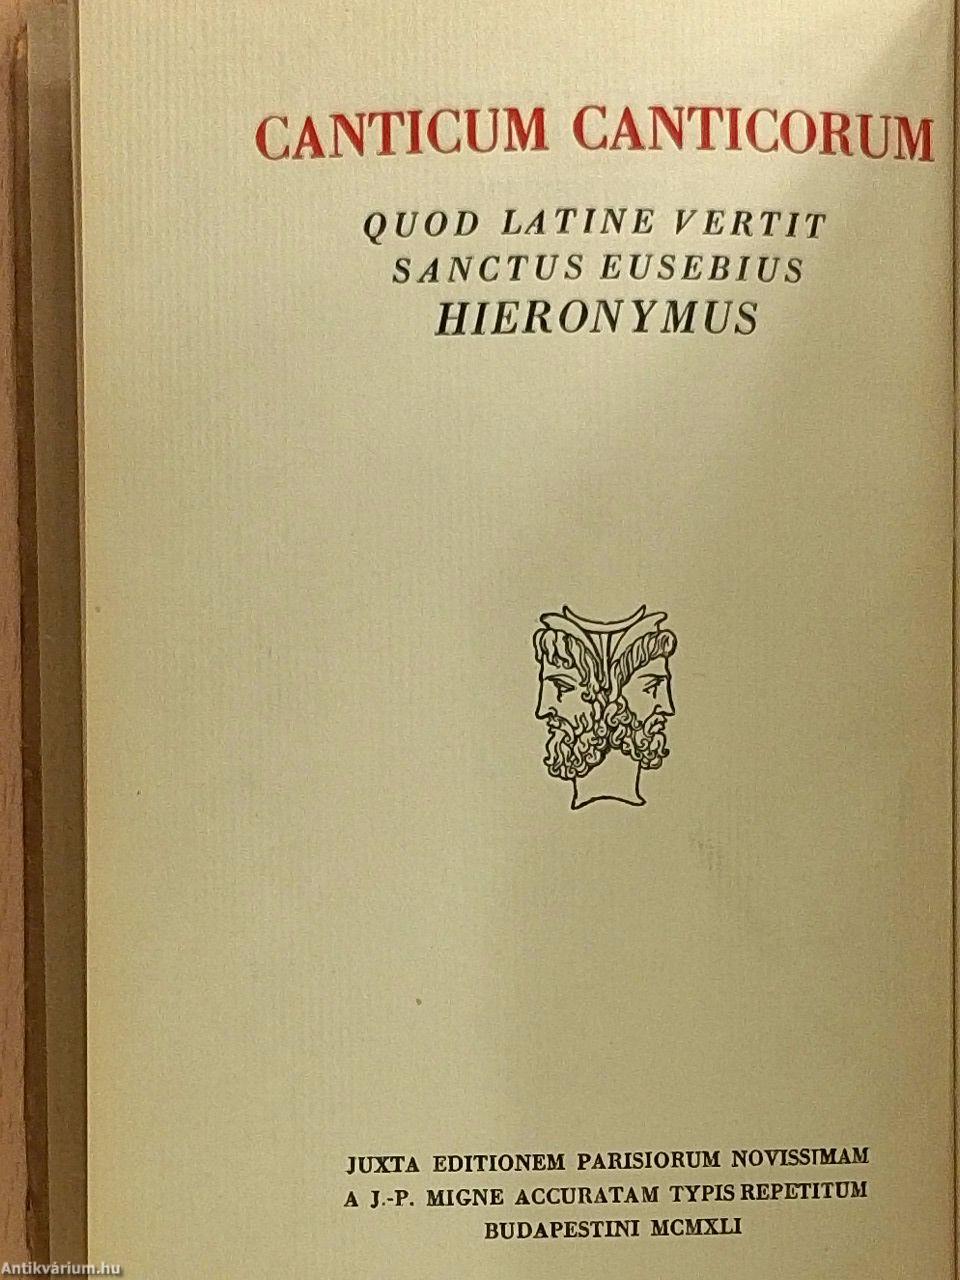 CANTICUM CANTICORUM
QUOD LATINE VERTIT
SANCTUS EUSEBIUS
HIERONYMUS
JUXTA EDITIONEM PARISIORUM NOVISSIMAM
A J.-P. MIGNE ACCURATAM TYPIS REPETITUM
BUDAPESTINI MCMXLI
Antikvárium.hu